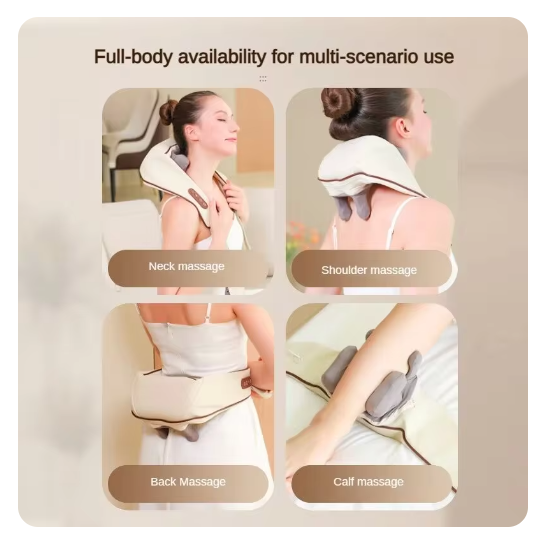 Full-body availability for multi-scenario use
Neck massage
Shoulder massage
Back Massage
Calf massage